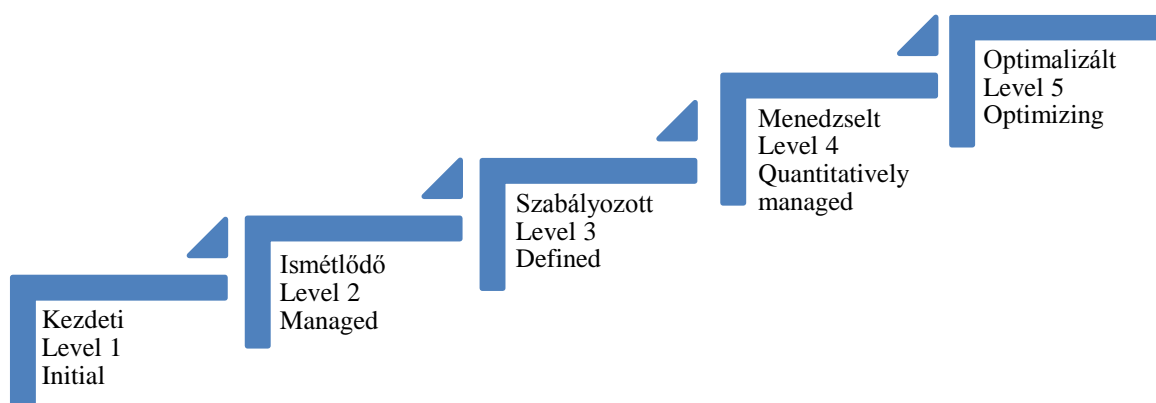 Kezdeti
Level 1
Initial
Ismétlődő
Level 2
Managed
Szabályozott
Level 3
Defined
Menedzselt
Level 4
Quantitatively
managed
Optimalizált
Level 5
Optimizing